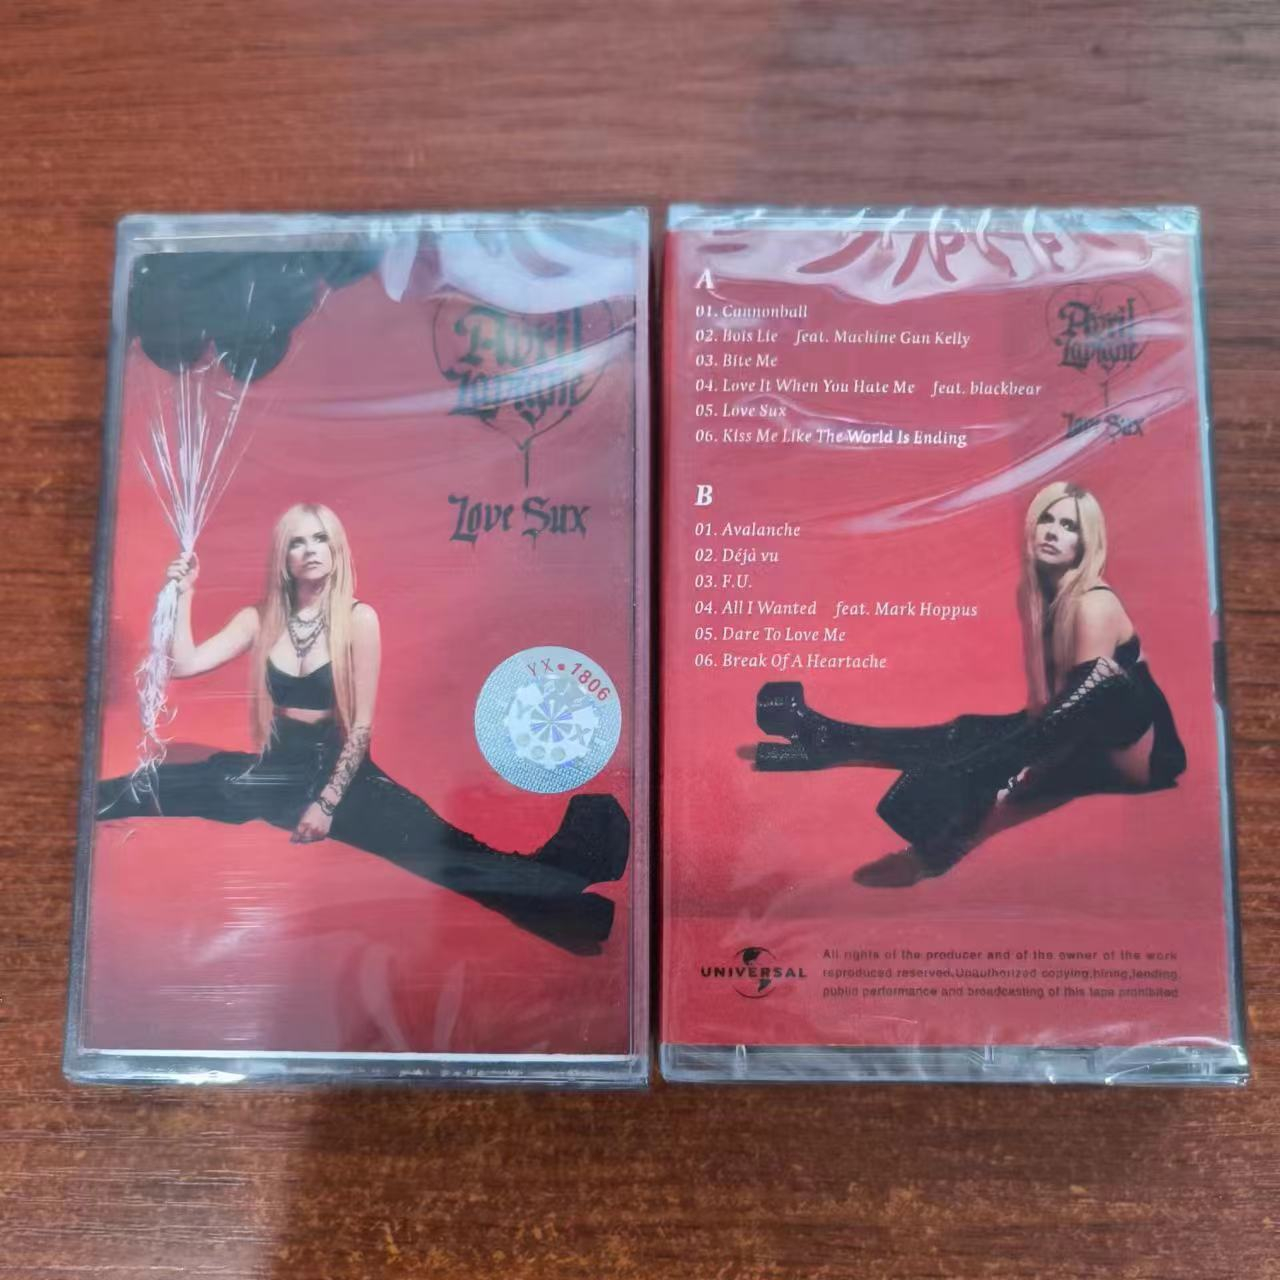 Avril
Lavigne
Love Sux
YX•1806
A
01. Cannonball
02. Bois Lie feat. Machine Gun Kelly
03. Bite Me
04. Love It When You Hate Me feat. blackbear
05. Love Sux
06. Kiss Me Like The World Is Ending
B
01. Avalanche
02. Déjà vu
03. F.U.
04. All I Wanted feat. Mark Hoppus
05. Dare To Love Me
06. Break Of A Heartache
Avril
Lavigne
Love Sux
UNIVERSAL
All rights of the producer and of the owner of the work
reproduced reserved.Unauthorized copying,hiring,lending,
public performance and broadcasting of this tape prohibited